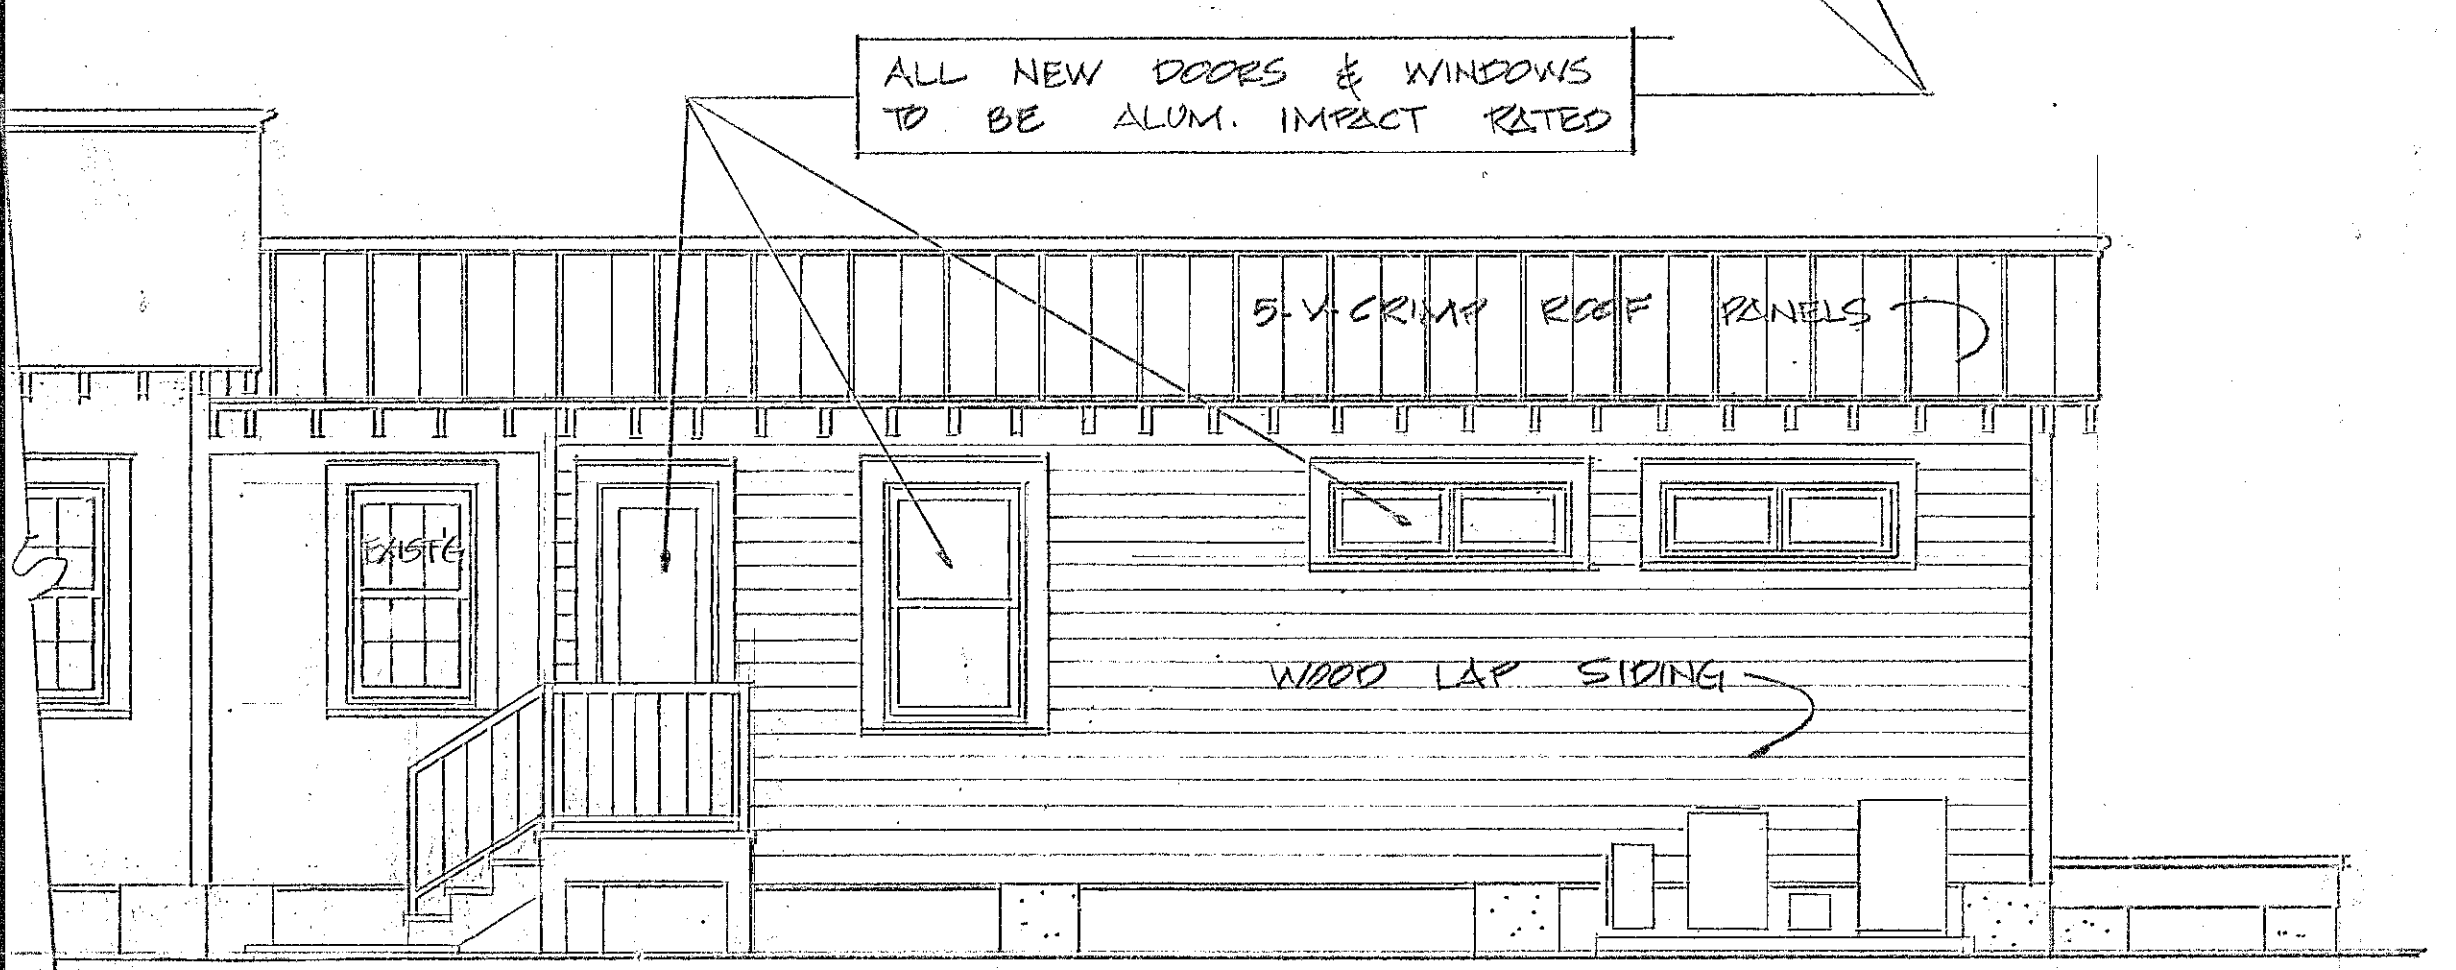 ALL NEW DOORS & WINDOWS
TO BE ALUM. IMPACT RATED
5-V-CRIMP ROOF PANELS
EXIST'G
WOOD LAP SIDING